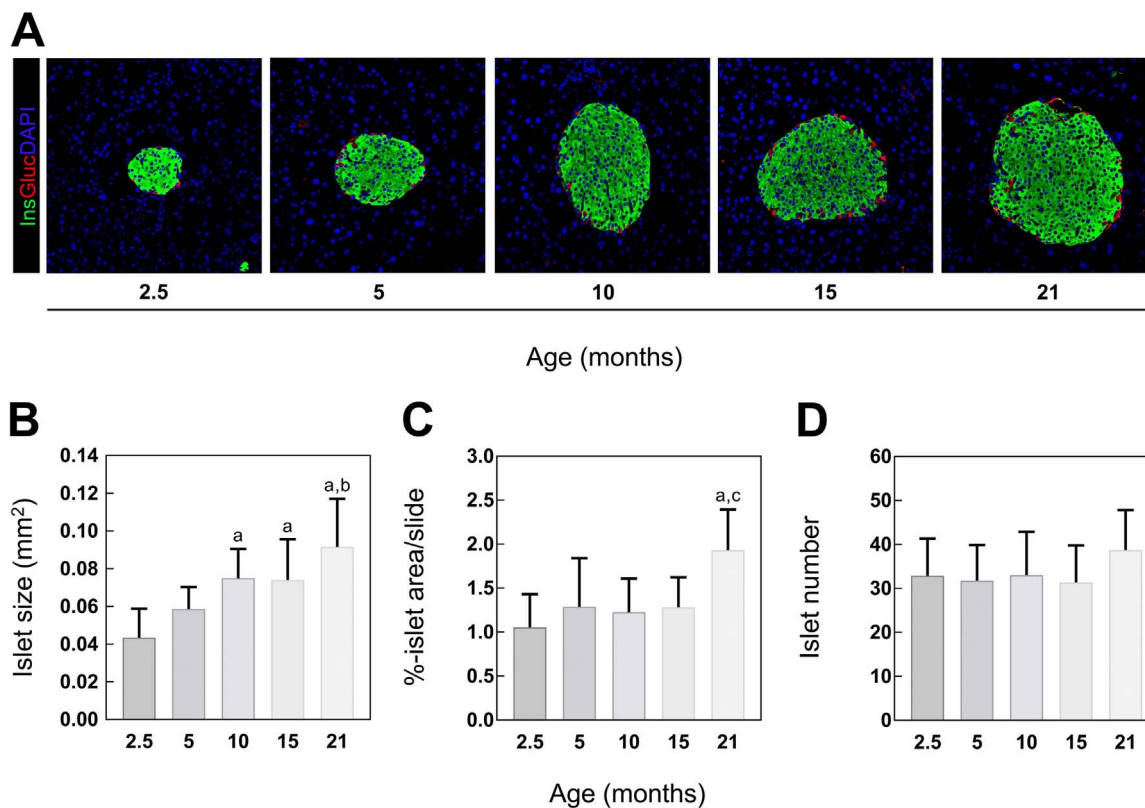 A
InsGlucDAPI
2.5 5 10 15 21
Age (months)
B
Islet size (mm²)
0.14
0.12
0.10
0.08
0.06
0.04
0.02
0.00
a
a
a,b
2.5 5 10 15 21
C
%-islet area/slide
3.0
2.5
2.0
1.5
1.0
0.5
0.0
a,c
2.5 5 10 15 21
Age (months)
D
Islet number
60
50
40
30
20
10
0
2.5 5 10 15 21